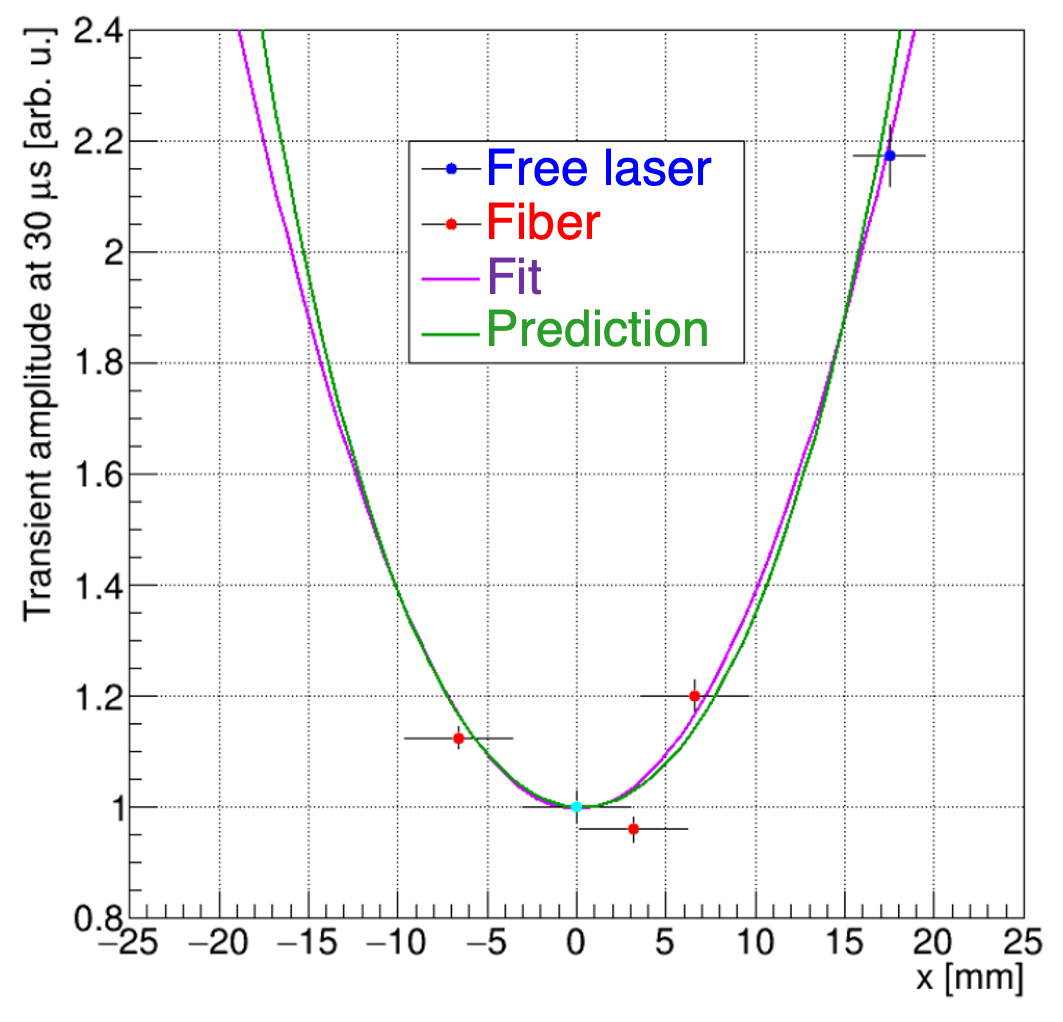 Transient amplitude at 30 μs [arb. u.]
2.4
2.2
2
1.8
1.6
1.4
1.2
1
0.8
Free laser
Fiber
Fit
Prediction
−25 −20 −15 −10 −5 0 5 10 15 20 25
x [mm]